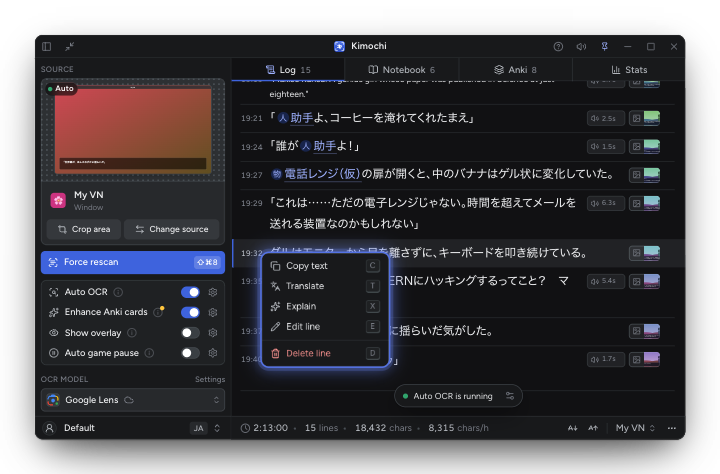 Kimochi
SOURCE
Auto
My VN
Window
Crop area
Change source
Force rescan
⇧⌘8
Auto OCR
Enhance Anki cards
Show overlay
Auto game pause
OCR MODEL
Settings
Google Lens
Default
JA
Log 15
Notebook 6
Anki 8
Stats
eighteen."
19:21 「人 助手よ、コーヒーを淹れてくれたまえ」 2.5s
19:24 「誰が 人 助手よ！」 1.5s
19:27 物 電話レンジ（仮）の扉が開くと、中のバナナはゲル状に変化していた。
19:29 「これは……ただの電子レンジじゃない。時間を超えてメールを 6.3s
送れる装置なのかもしれない」
19:32 から目を離さずに、キーボードを叩き続けている。
ERNにハッキングするってこと？ マ 5.4s
に揺らいだ気がした。
19:40 」 1.7s
Copy text C
Translate T
Explain X
Edit line E
Delete line D
Auto OCR is running
2:13:00 • 15 lines • 18,432 chars • 8,315 chars/h
A↓ A↑ My VN